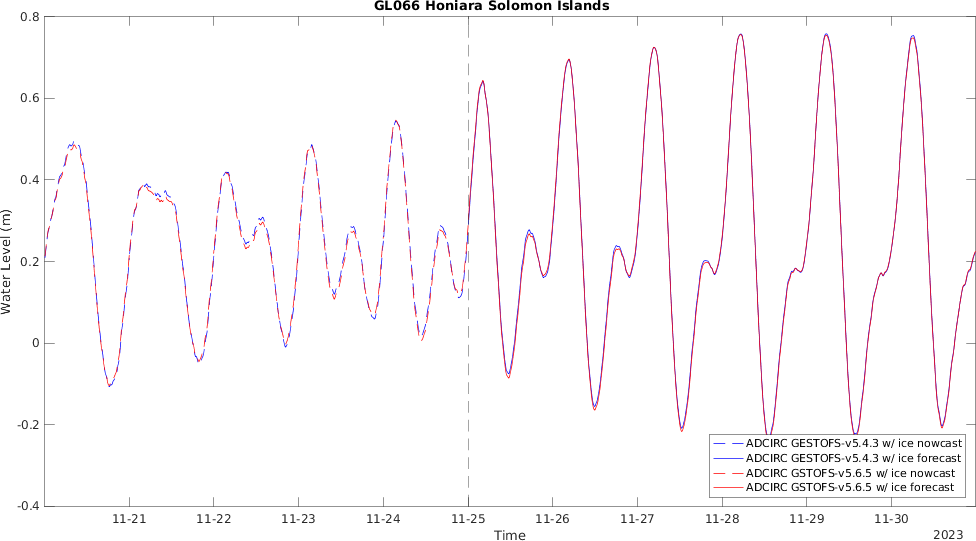 GL066 Honiara Solomon Islands
0.8
0.6
0.4
0.2
0
-0.2
-0.4
Water Level (m)
ADCIRC GESTOFS-v5.4.3 w/ ice nowcast
ADCIRC GESTOFS-v5.4.3 w/ ice forecast
ADCIRC GSTOFS-v5.6.5 w/ ice nowcast
ADCIRC GSTOFS-v5.6.5 w/ ice forecast
11-21 11-22 11-23 11-24 11-25 11-26 11-27 11-28 11-29 11-30
Time
2023